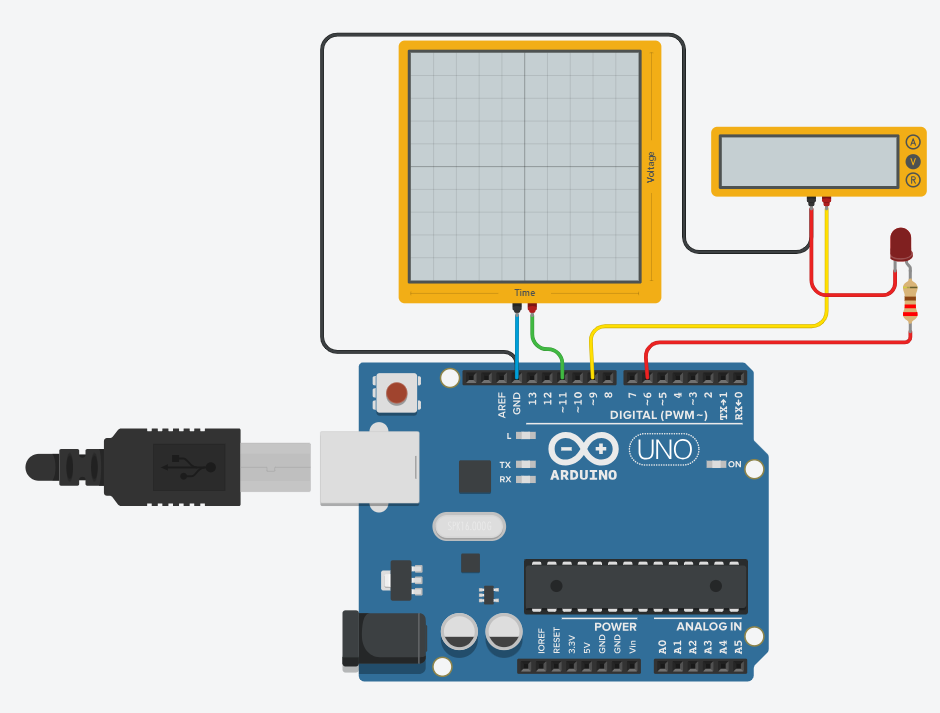 Voltage
A
V
R
Time
AREF
GND
13
12
~11
~10
~9
8
7
~6
~5
4
~3
2
TX→1
RX←0
DIGITAL (PWM~)
L
TX
RX
ARDUINO
UNO
ON
POWER
ANALOG IN
IOREF
RESET
3.3V
5V
GND
GND
Vin
A0
A1
A2
A3
A4
A5